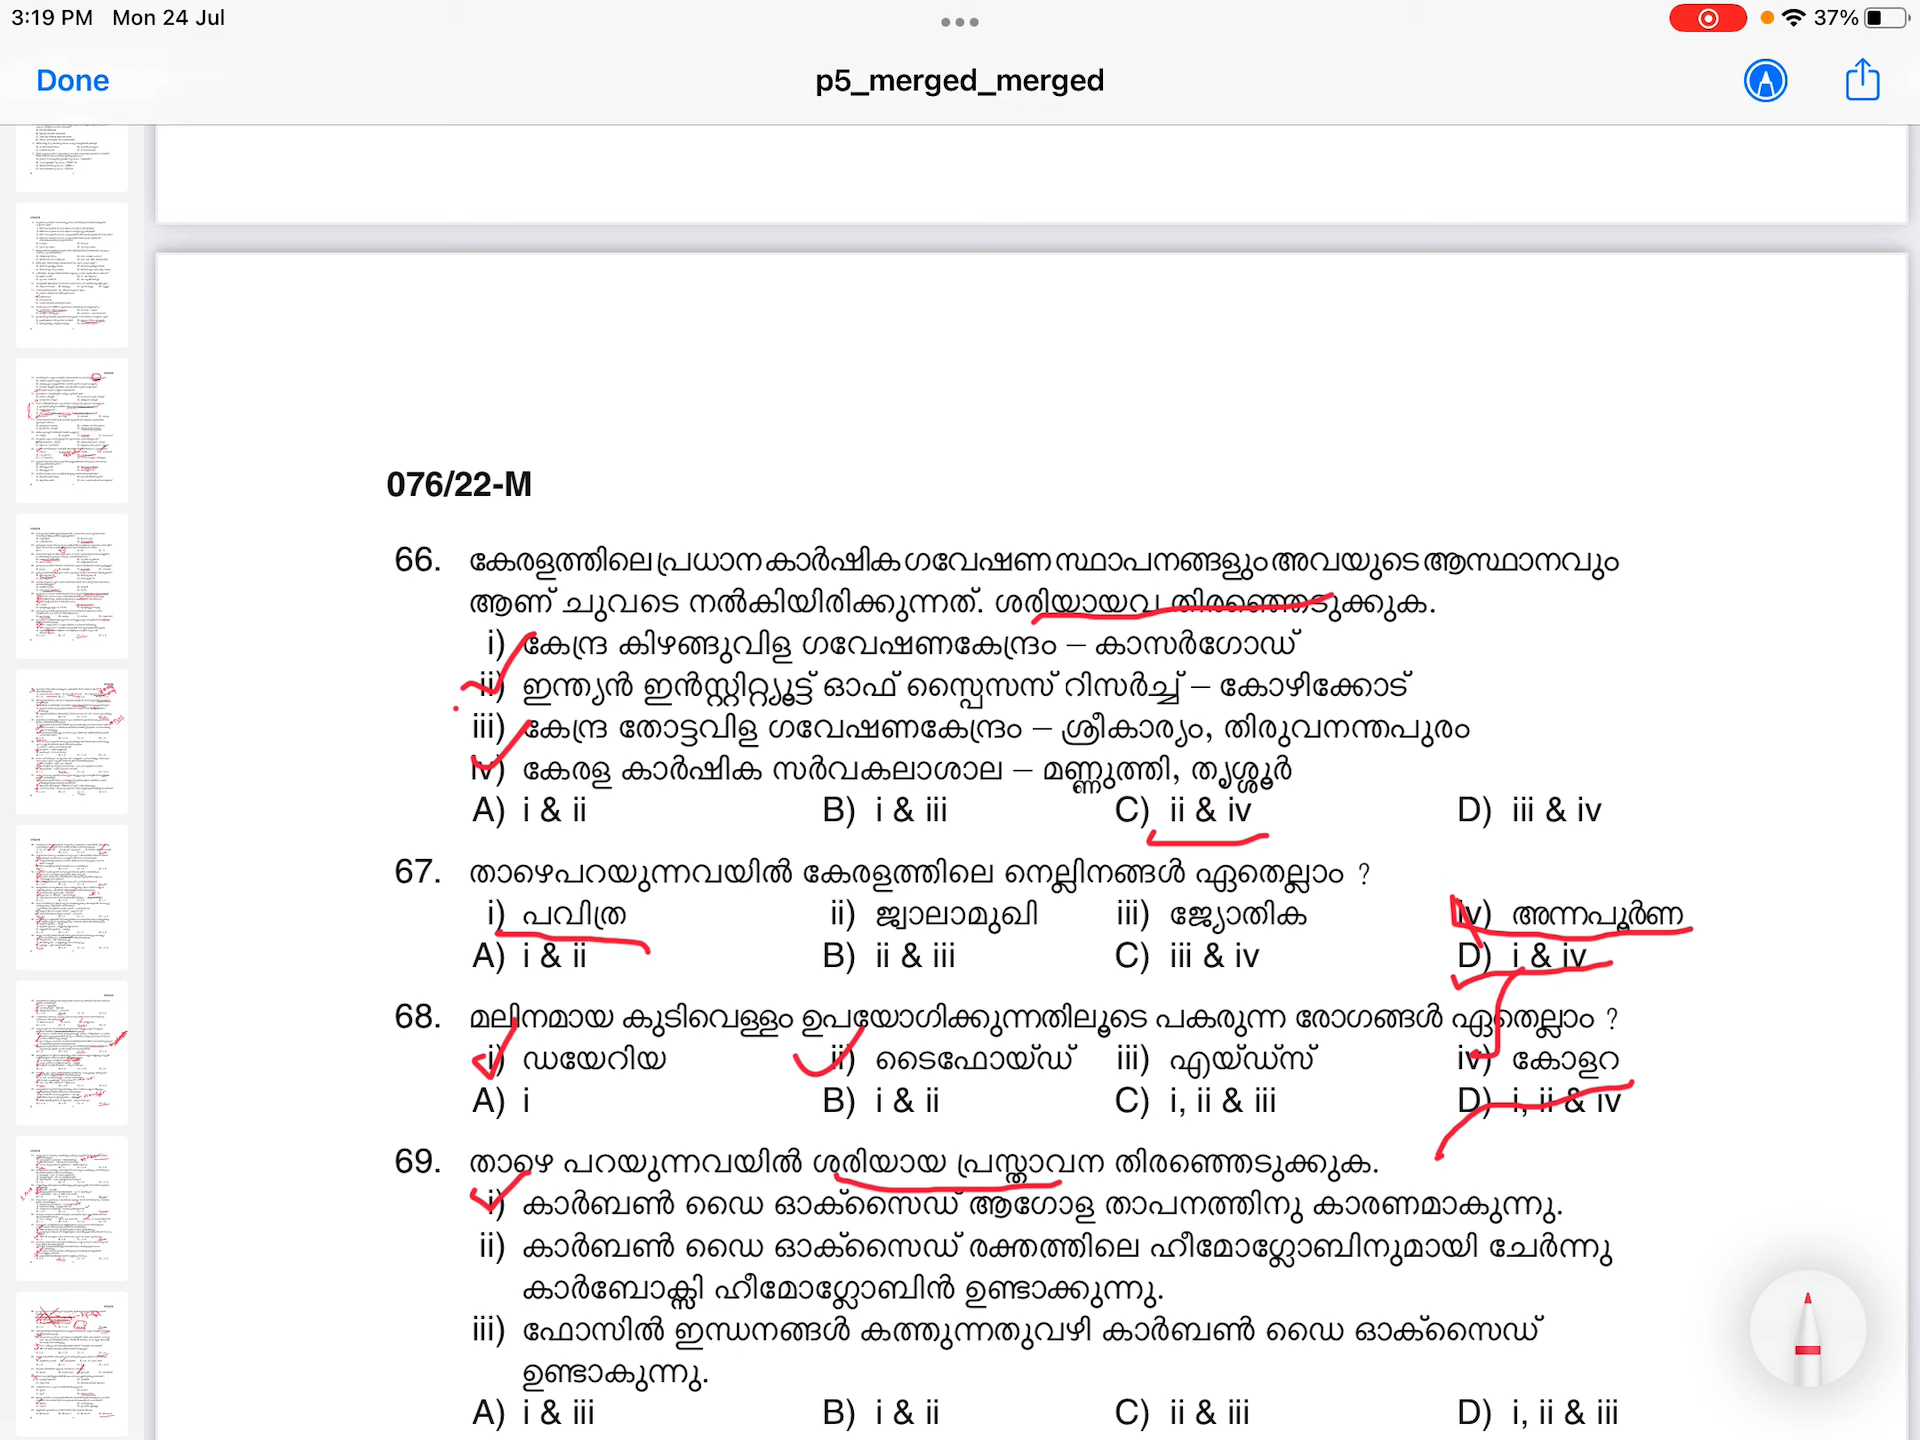 3:19 PM Mon 24 Jul
37%
Done
p5_merged_merged
076/22-M
66. കേരളത്തിലെ പ്രധാന കാർഷിക ഗവേഷണ സ്ഥാപനങ്ങളും അവയുടെ ആസ്ഥാനവും
ആണ് ചുവടെ നൽകിയിരിക്കുന്നത്. ശരിയായവ തിരഞ്ഞെടുക്കുക.
i) കേന്ദ്ര കിഴങ്ങുവിള ഗവേഷണകേന്ദ്രം – കാസർഗോഡ്
ii) ഇന്ത്യൻ ഇൻസ്റ്റിറ്റ്യൂട്ട് ഓഫ് സ്പൈസസ് റിസർച്ച് – കോഴിക്കോട്
iii) കേന്ദ്ര തോട്ടവിള ഗവേഷണകേന്ദ്രം – ശ്രീകാര്യം, തിരുവനന്തപുരം
iv) കേരള കാർഷിക സർവകലാശാല – മണ്ണുത്തി, തൃശ്ശൂർ
A) i & ii B) i & iii C) ii & iv D) iii & iv
67. താഴെപറയുന്നവയിൽ കേരളത്തിലെ നെല്ലിനങ്ങൾ ഏതെല്ലാം ?
i) പവിത്ര ii) ജ്വാലാമുഖി iii) ജ്യോതിക iv) അന്നപൂർണ
A) i & ii B) ii & iii C) iii & iv D) i & iv
68. മലിനമായ കുടിവെള്ളം ഉപയോഗിക്കുന്നതിലൂടെ പകരുന്ന രോഗങ്ങൾ ഏതെല്ലാം ?
i) ഡയേറിയ ii) ടൈഫോയ്ഡ് iii) എയ്ഡ്സ് iv) കോളറ
A) i B) i & ii C) i, ii & iii D) i, ii & iv
69. താഴെ പറയുന്നവയിൽ ശരിയായ പ്രസ്താവന തിരഞ്ഞെടുക്കുക.
i) കാർബൺ ഡൈ ഓക്സൈഡ് ആഗോള താപനത്തിനു കാരണമാകുന്നു.
ii) കാർബൺ ഡൈ ഓക്സൈഡ് രക്തത്തിലെ ഹീമോഗ്ലോബിനുമായി ചേർന്നു
കാർബോക്സി ഹീമോഗ്ലോബിൻ ഉണ്ടാക്കുന്നു.
iii) ഫോസിൽ ഇന്ധനങ്ങൾ കത്തുന്നതുവഴി കാർബൺ ഡൈ ഓക്സൈഡ്
ഉണ്ടാകുന്നു.
A) i & iii B) i & ii C) ii & iii D) i, ii & iii